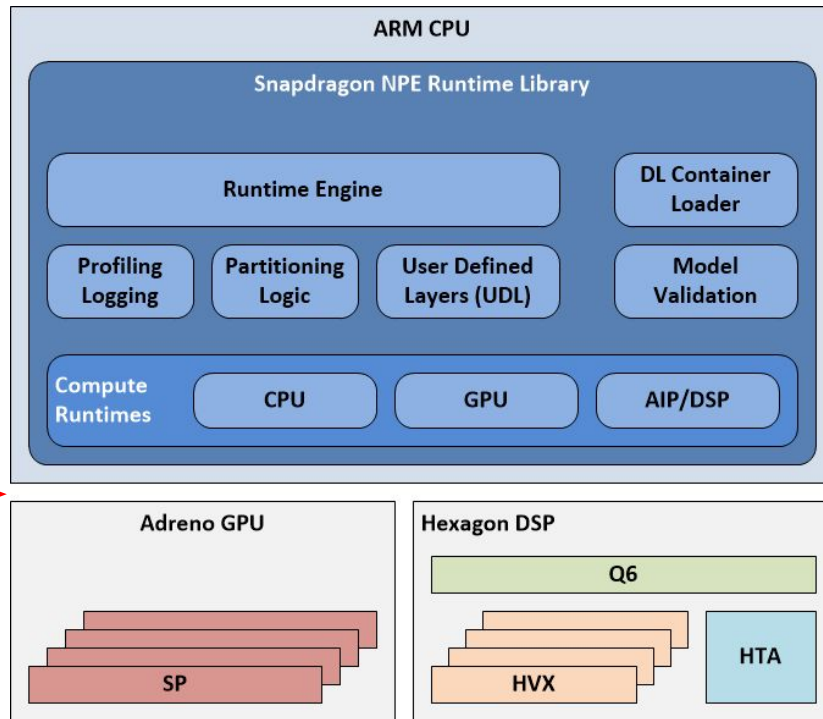 ARM CPU
Snapdragon NPE Runtime Library
Runtime Engine
DL Container
Loader
Profiling
Logging
Partitioning
Logic
User Defined
Layers (UDL)
Model
Validation
Compute
Runtimes
CPU
GPU
AIP/DSP
Adreno GPU
SP
Hexagon DSP
Q6
HVX
HTA